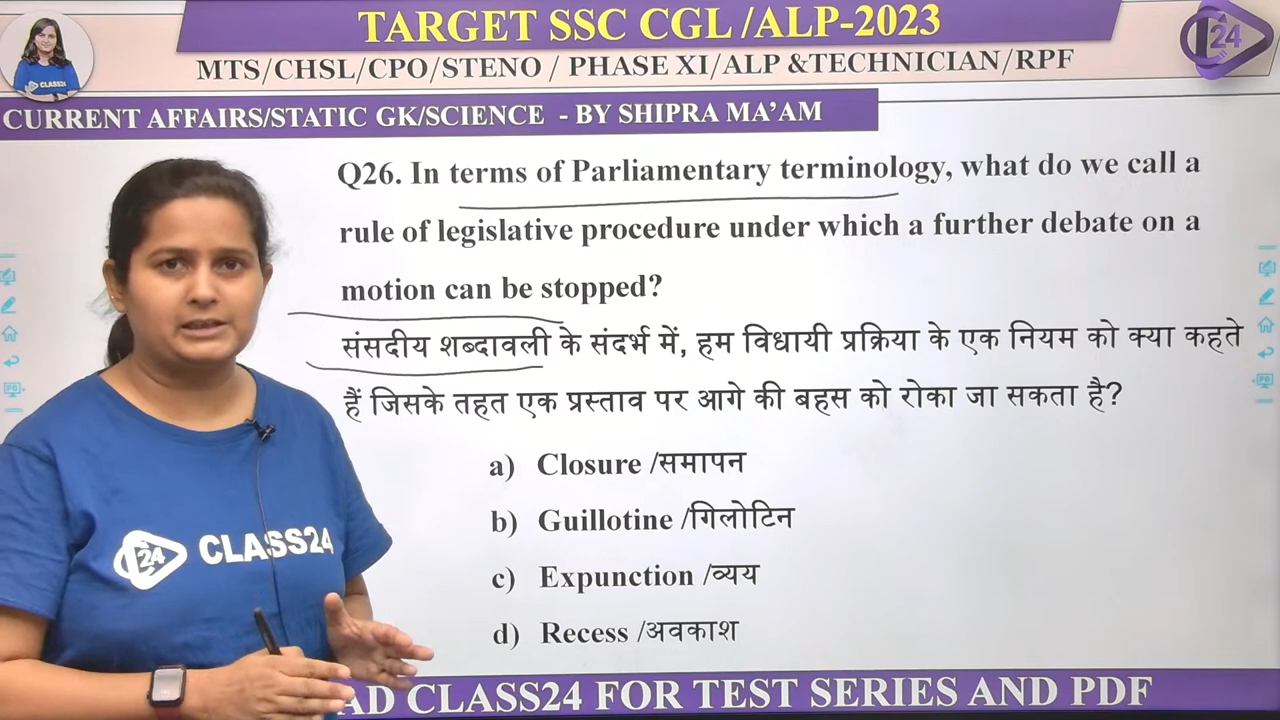 TARGET SSC CGL /ALP-2023
24
MTS/CHSL/CPO/STENO / PHASE XI/ALP &TECHNICIAN/RPF
CLASS24
CURRENT AFFAIRS/STATIC GK/SCIENCE - BY SHIPRA MA'AM
Q26. In terms of Parliamentary terminology, what do we call a
rule of legislative procedure under which a further debate on a
motion can be stopped?
संसदीय शब्दावली के संदर्भ में, हम विधायी प्रक्रिया के एक नियम को क्या कहते
हैं जिसके तहत एक प्रस्ताव पर आगे की बहस को रोका जा सकता है?
a) Closure /समापन
b) Guillotine /गिलोटिन
c) Expunction /व्यय
d) Recess /अवकाश
24 CLASS24
AD CLASS24 FOR TEST SERIES AND PDF